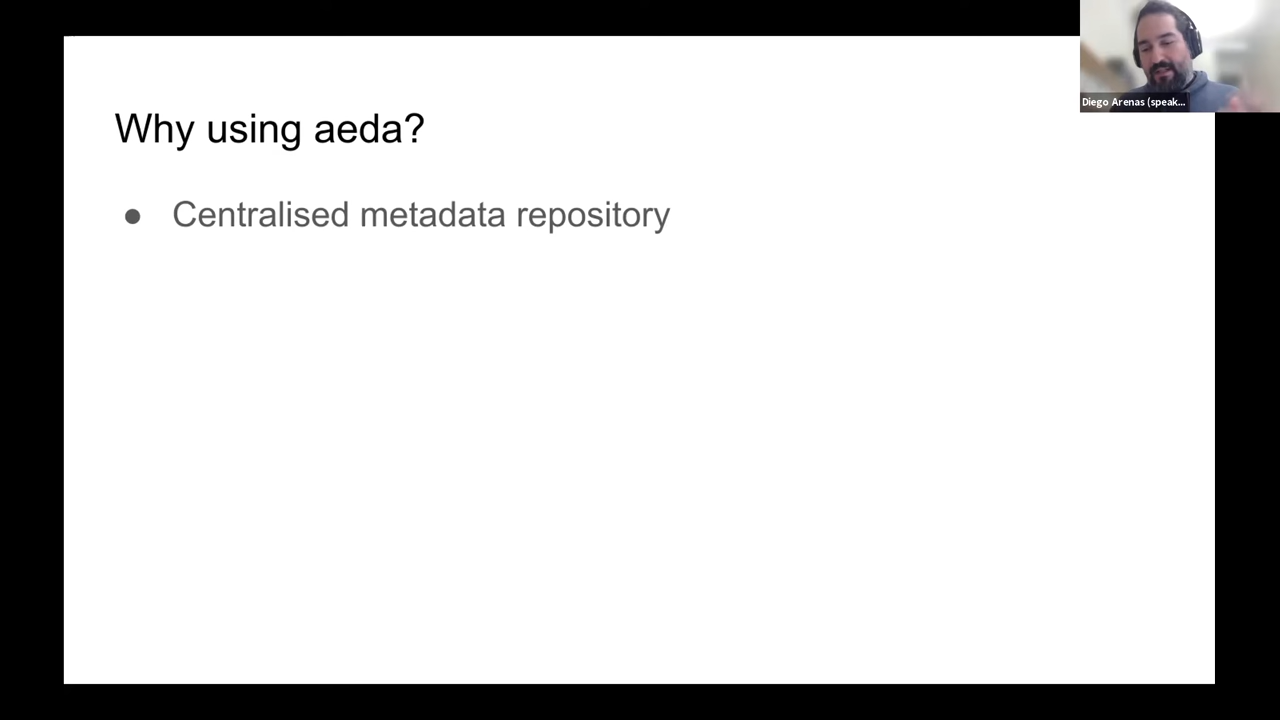 Why using aeda?
● Centralised metadata repository
Diego Arenas (speak...